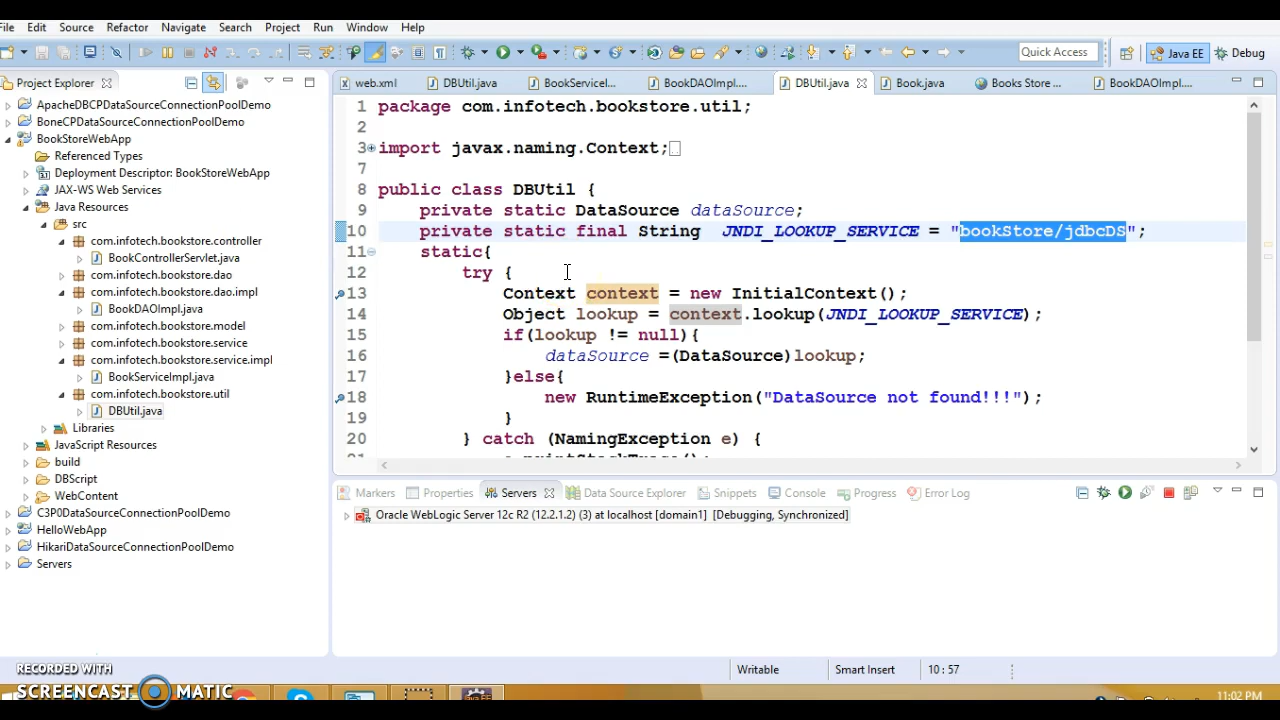 File Edit Source Refactor Navigate Search Project Run Window Help
Quick Access Java EE Debug
Project Explorer
web.xml DBUtil.java BookServiceI... BookDAOImpl.... DBUtil.java Book.java Books Store ... BookDAOImpl....
ApacheDBCPDataSourceConnectionPoolDemo
BoneCPDataSourceConnectionPoolDemo
BookStoreWebApp
Referenced Types
Deployment Descriptor: BookStoreWebApp
JAX-WS Web Services
Java Resources
src
com.infotech.bookstore.controller
BookControllerServlet.java
com.infotech.bookstore.dao
com.infotech.bookstore.dao.impl
BookDAOImpl.java
com.infotech.bookstore.model
com.infotech.bookstore.service
com.infotech.bookstore.service.impl
BookServiceImpl.java
com.infotech.bookstore.util
DBUtil.java
Libraries
JavaScript Resources
build
DBScript
WebContent
C3P0DataSourceConnectionPoolDemo
HelloWebApp
HikariDataSourceConnectionPoolDemo
Servers
1 package com.infotech.bookstore.util;
2
3 import javax.naming.Context;
7
8 public class DBUtil {
9 private static DataSource dataSource;
10 private static final String JNDI_LOOKUP_SERVICE = "bookStore/jdbcDS";
11 static{
12 try {
13 Context context = new InitialContext();
14 Object lookup = context.lookup(JNDI_LOOKUP_SERVICE);
15 if(lookup != null){
16 dataSource =(DataSource)lookup;
17 }else{
18 new RuntimeException("DataSource not found!!!");
19 }
20 } catch (NamingException e) {
21 e.printStackTrace();
Markers Properties Servers Data Source Explorer Snippets Console Progress Error Log
Oracle WebLogic Server 12c R2 (12.2.1.2) (3) at localhost [domain1] [Debugging, Synchronized]
Writable Smart Insert 10 : 57
RECORDED WITH
SCREENCAST MATIC
Java EE
11:02 PM